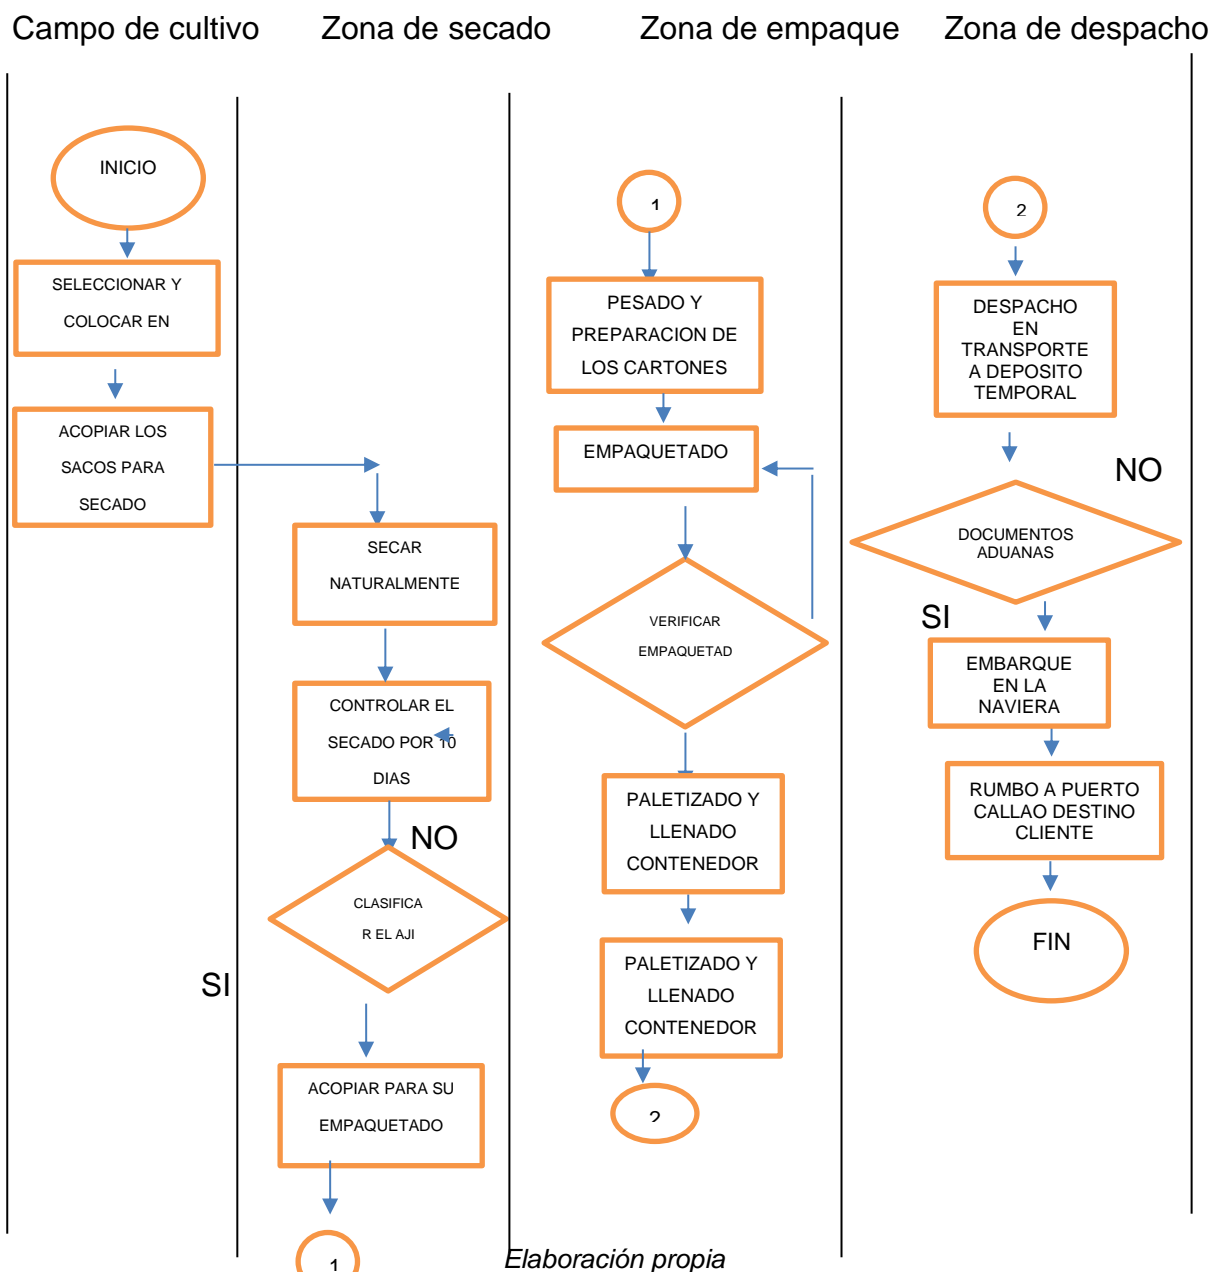 Campo de cultivo
Zona de secado
Zona de empaque
Zona de despacho
INICIO
SELECCIONAR Y
COLOCAR EN
ACOPIAR LOS
SACOS PARA
SECADO
SECAR
NATURALMENTE
CONTROLAR EL
SECADO POR 10
DIAS
NO
CLASIFICA
R EL AJI
SI
ACOPIAR PARA SU
EMPAQUETADO
1
1
PESADO Y
PREPARACION DE
LOS CARTONES
EMPAQUETADO
VERIFICAR
EMPAQUETAD
PALETIZADO Y
LLENADO
CONTENEDOR
PALETIZADO Y
LLENADO
CONTENEDOR
2
2
DESPACHO
EN
TRANSPORTE
A DEPOSITO
TEMPORAL
NO
DOCUMENTOS
ADUANAS
SI
EMBARQUE
EN LA
NAVIERA
RUMBO A PUERTO
CALLAO DESTINO
CLIENTE
FIN
Elaboración propia